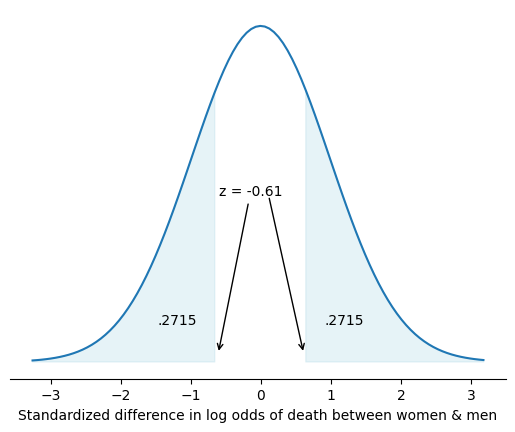 z = -0.61
.2715
.2715
−3 −2 −1 0 1 2 3
Standardized difference in log odds of death between women & men